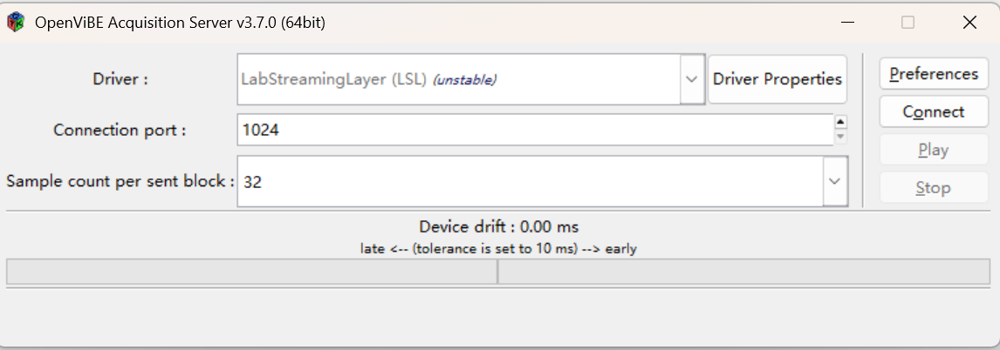 OpenViBE Acquisition Server v3.7.0 (64bit)
Driver :
LabStreamingLayer (LSL) (unstable)
Driver Properties
Preferences
Connection port :
1024
Connect
Sample count per sent block :
32
Play
Stop
Device drift : 0.00 ms
late <-- (tolerance is set to 10 ms) --> early